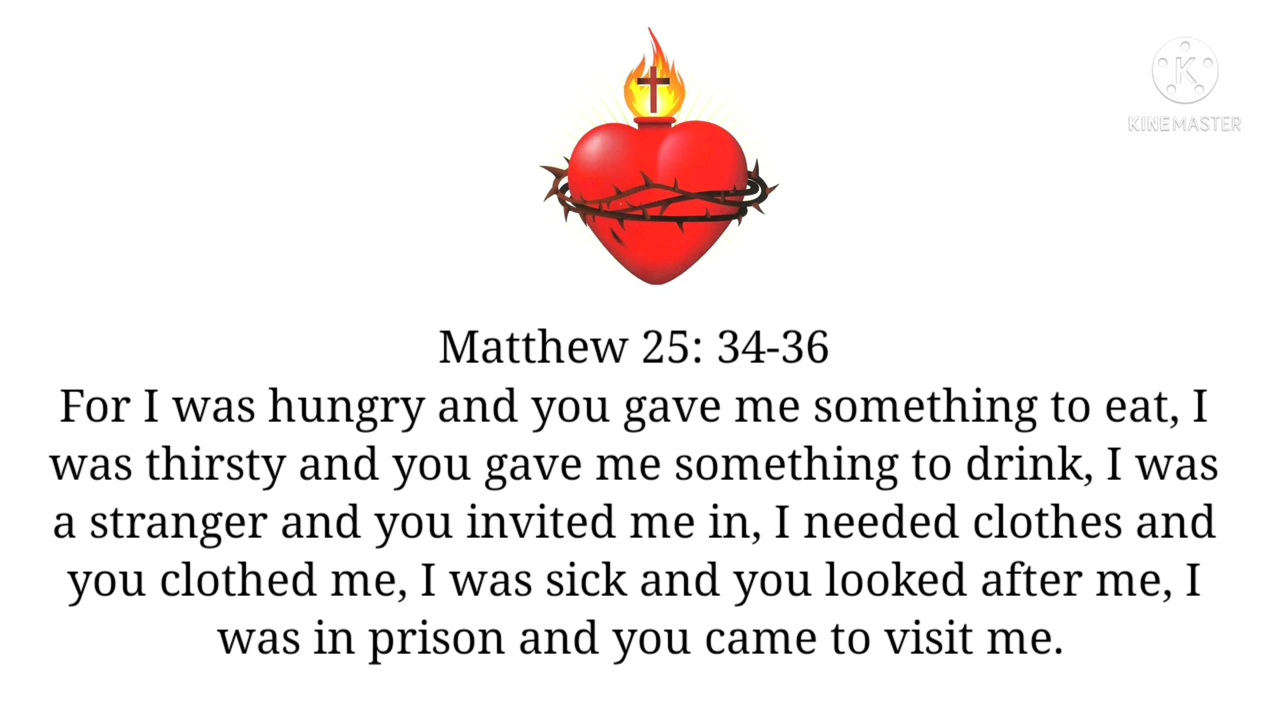 K
KINEMASTER
Matthew 25: 34-36
For I was hungry and you gave me something to eat, I
was thirsty and you gave me something to drink, I was
a stranger and you invited me in, I needed clothes and
you clothed me, I was sick and you looked after me, I
was in prison and you came to visit me.